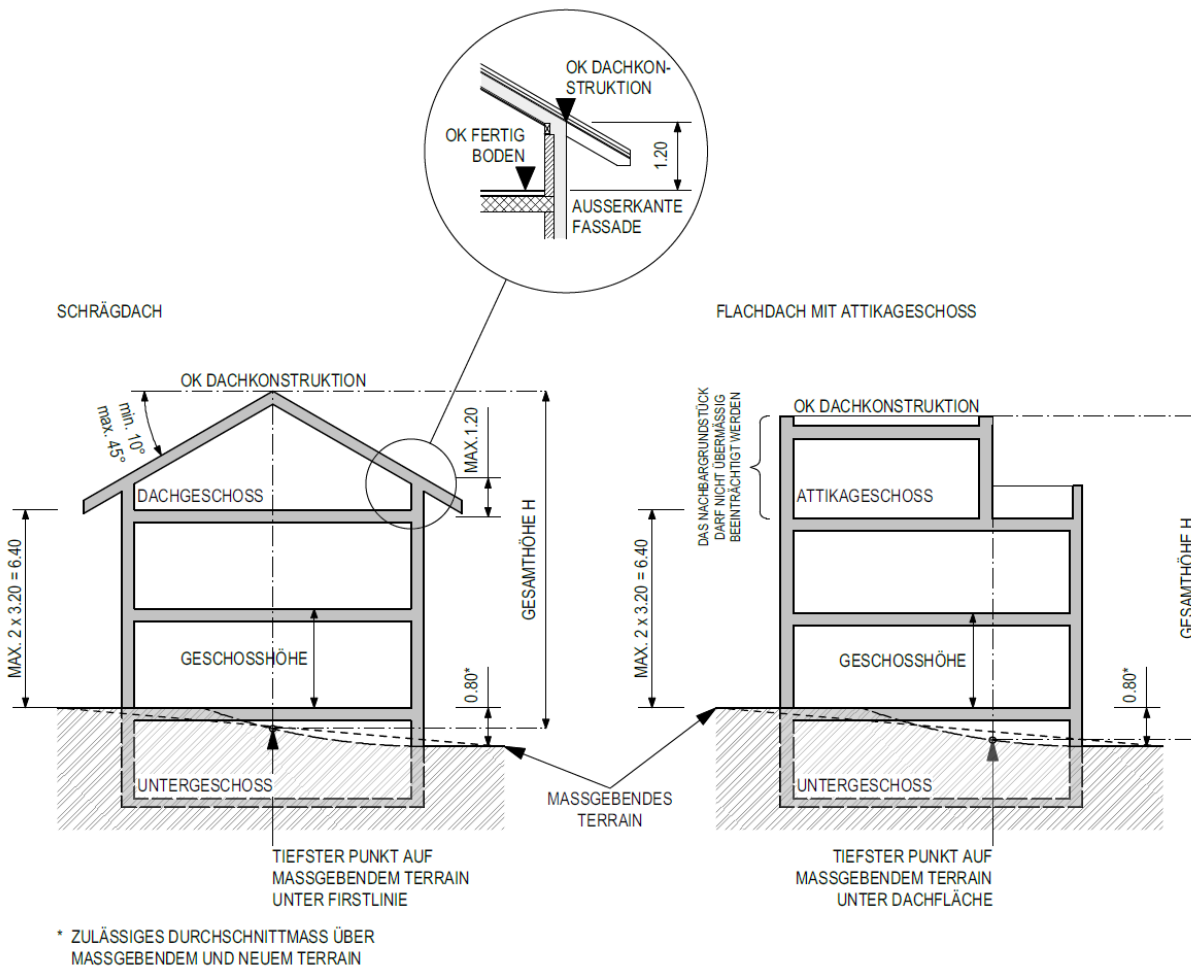 OK DACHKON-
STRUKTION
OK FERTIG
BODEN
1.20
AUSSERKANTE
FASSADE
SCHRÄGDACH
OK DACHKONSTRUKTION
min. 10°
max. 45°
MAX.1.20
DACHGESCHOSS
MAX. 2 x 3.20 = 6.40
GESAMTHÖHE H
GESCHOSSHÖHE
0.80*
UNTERGESCHOSS
TIEFSTER PUNKT AUF
MASSGEBENDEM TERRAIN
UNTER FIRSTLINIE
MASSGEBENDES
TERRAIN
FLACHDACH MIT ATTIKAGESCHOSS
DAS NACHBARGRUNDSTÜCK
DARF NICHT ÜBERMÄSSIG
BEEINTRÄCHTIGT WERDEN
OK DACHKONSTRUKTION
ATTIKAGESCHOSS
MAX. 2 x 3.20 = 6.40
GESAMTHÖHE H
GESCHOSSHÖHE
0.80*
UNTERGESCHOSS
TIEFSTER PUNKT AUF
MASSGEBENDEM TERRAIN
UNTER DACHFLÄCHE
* ZULÄSSIGES DURCHSCHNITTMASS ÜBER
MASSGEBENDEM UND NEUEM TERRAIN